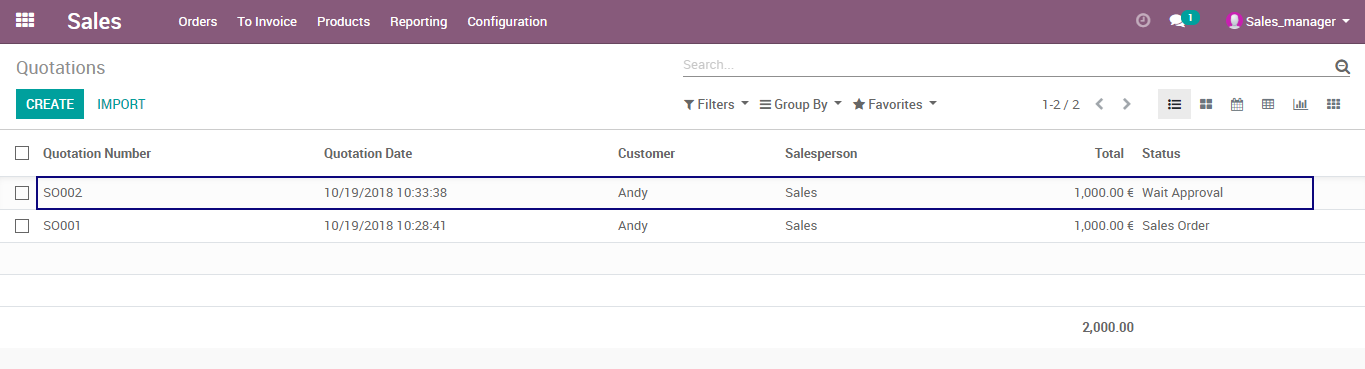 Sales Orders To Invoice Products Reporting Configuration 1 Sales_manager
Quotations Search...
CREATE IMPORT Filters Group By Favorites 1-2 / 2
Quotation Number Quotation Date Customer Salesperson Total Status
SO002 10/19/2018 10:33:38 Andy Sales 1,000.00 € Wait Approval
SO001 10/19/2018 10:28:41 Andy Sales 1,000.00 € Sales Order
2,000.00